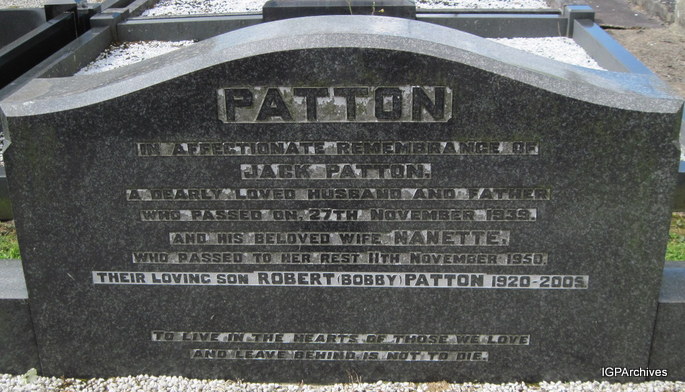 PATTON
IN AFFECTIONATE REMEMBRANCE OF
JACK PATTON.
A DEARLY LOVED HUSBAND AND FATHER
WHO PASSED ON, 27TH NOVEMBER 1939.
AND HIS BELOVED WIFE NANETTE.
WHO PASSED TO HER REST 11TH NOVEMBER 1950.
THEIR LOVING SON ROBERT (BOBBY) PATTON 1920-2005
TO LIVE IN THE HEARTS OF THOSE WE LOVE
AND LEAVE BEHIND, IS NOT TO DIE.
IGPArchives